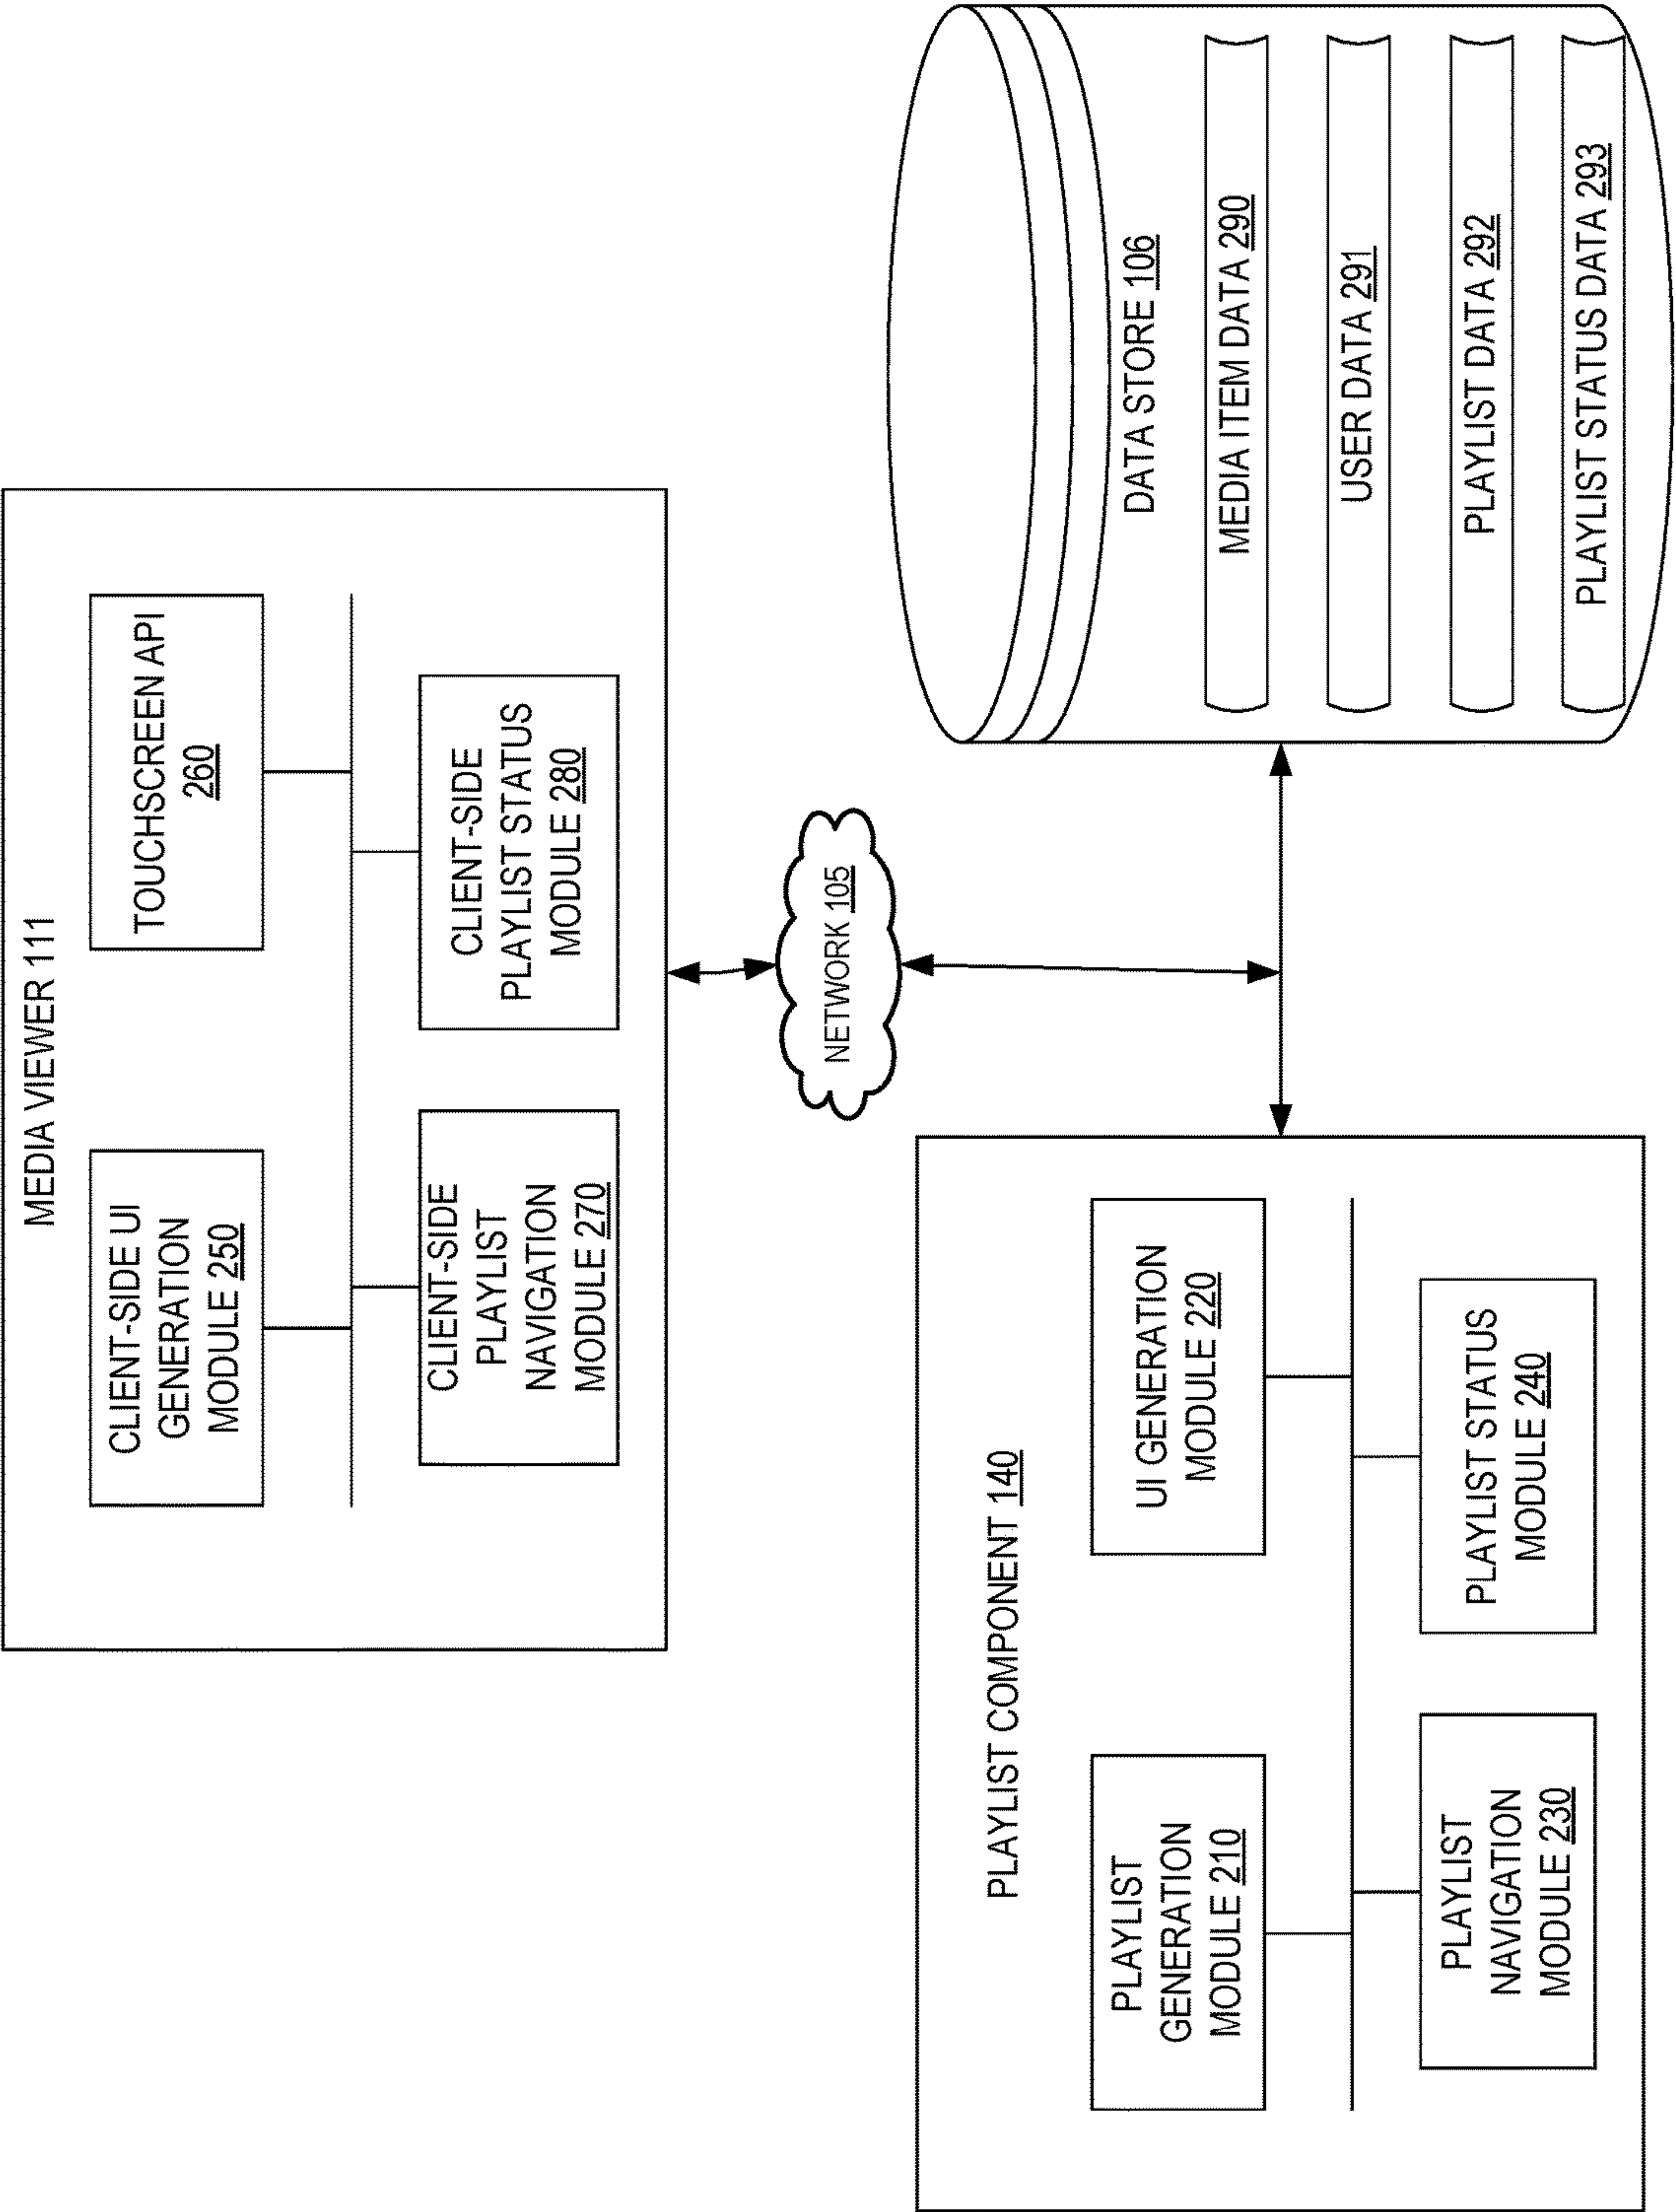 MEDIA VIEWER 111
CLIENT-SIDE UI
GENERATION
MODULE 250
TOUCHSCREEN API
260
CLIENT-SIDE
PLAYLIST
NAVIGATION
MODULE 270
CLIENT-SIDE
PLAYLIST STATUS
MODULE 280
NETWORK 105
PLAYLIST COMPONENT 140
PLAYLIST
GENERATION
MODULE 210
UI GENERATION
MODULE 220
PLAYLIST
NAVIGATION
MODULE 230
PLAYLIST STATUS
MODULE 240
DATA STORE 106
MEDIA ITEM DATA 290
USER DATA 291
PLAYLIST DATA 292
PLAYLIST STATUS DATA 293